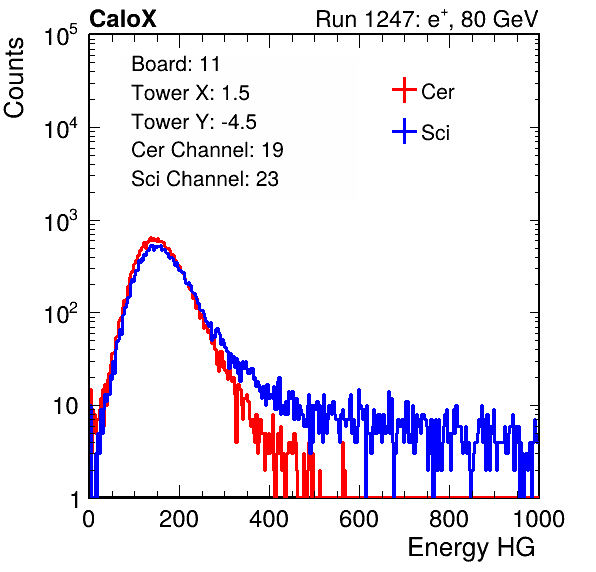 CaloX Run 1247: e⁺, 80 GeV
Counts
Board: 11
Tower X: 1.5
Tower Y: -4.5
Cer Channel: 19
Sci Channel: 23
Cer
Sci
10⁵
10⁴
10³
10²
10
1
0 200 400 600 800 1000
Energy HG